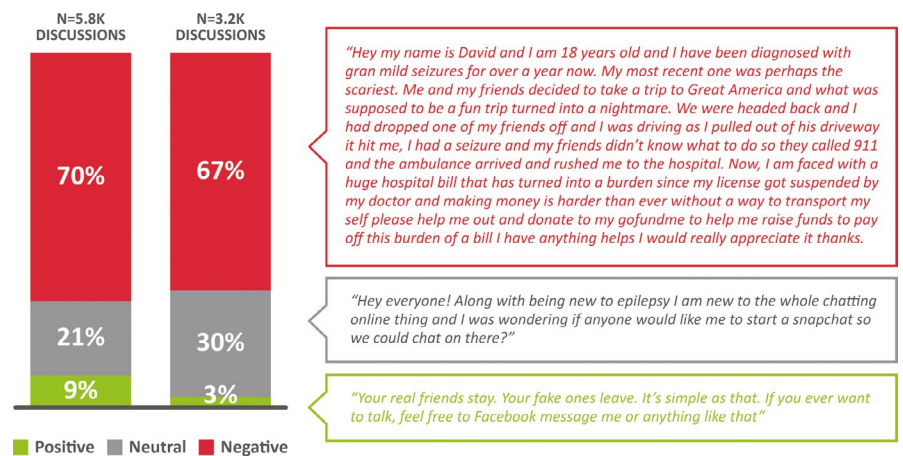 N=5.8K
DISCUSSIONS
N=3.2K
DISCUSSIONS
70%
67%
21%
30%
9%
3%
Positive
Neutral
Negative
“Hey my name is David and I am 18 years old and I have been diagnosed with
gran mild seizures for over a year now. My most recent one was perhaps the
scariest. Me and my friends decided to take a trip to Great America and what was
supposed to be a fun trip turned into a nightmare. We were headed back and I
had dropped one of my friends off and I was driving as I pulled out of his driveway
it hit me, I had a seizure and my friends didn’t know what to do so they called 911
and the ambulance arrived and rushed me to the hospital. Now, I am faced with a
huge hospital bill that has turned into a burden since my license got suspended by
my doctor and making money is harder than ever without a way to transport my
self please help me out and donate to my gofundme to help me raise funds to pay
off this burden of a bill I have anything helps I would really appreciate it thanks.
“Hey everyone! Along with being new to epilepsy I am new to the whole chatting
online thing and I was wondering if anyone would like me to start a snapchat so
we could chat on there?”
“Your real friends stay. Your fake ones leave. It’s simple as that. If you ever want
to talk, feel free to Facebook message me or anything like that”